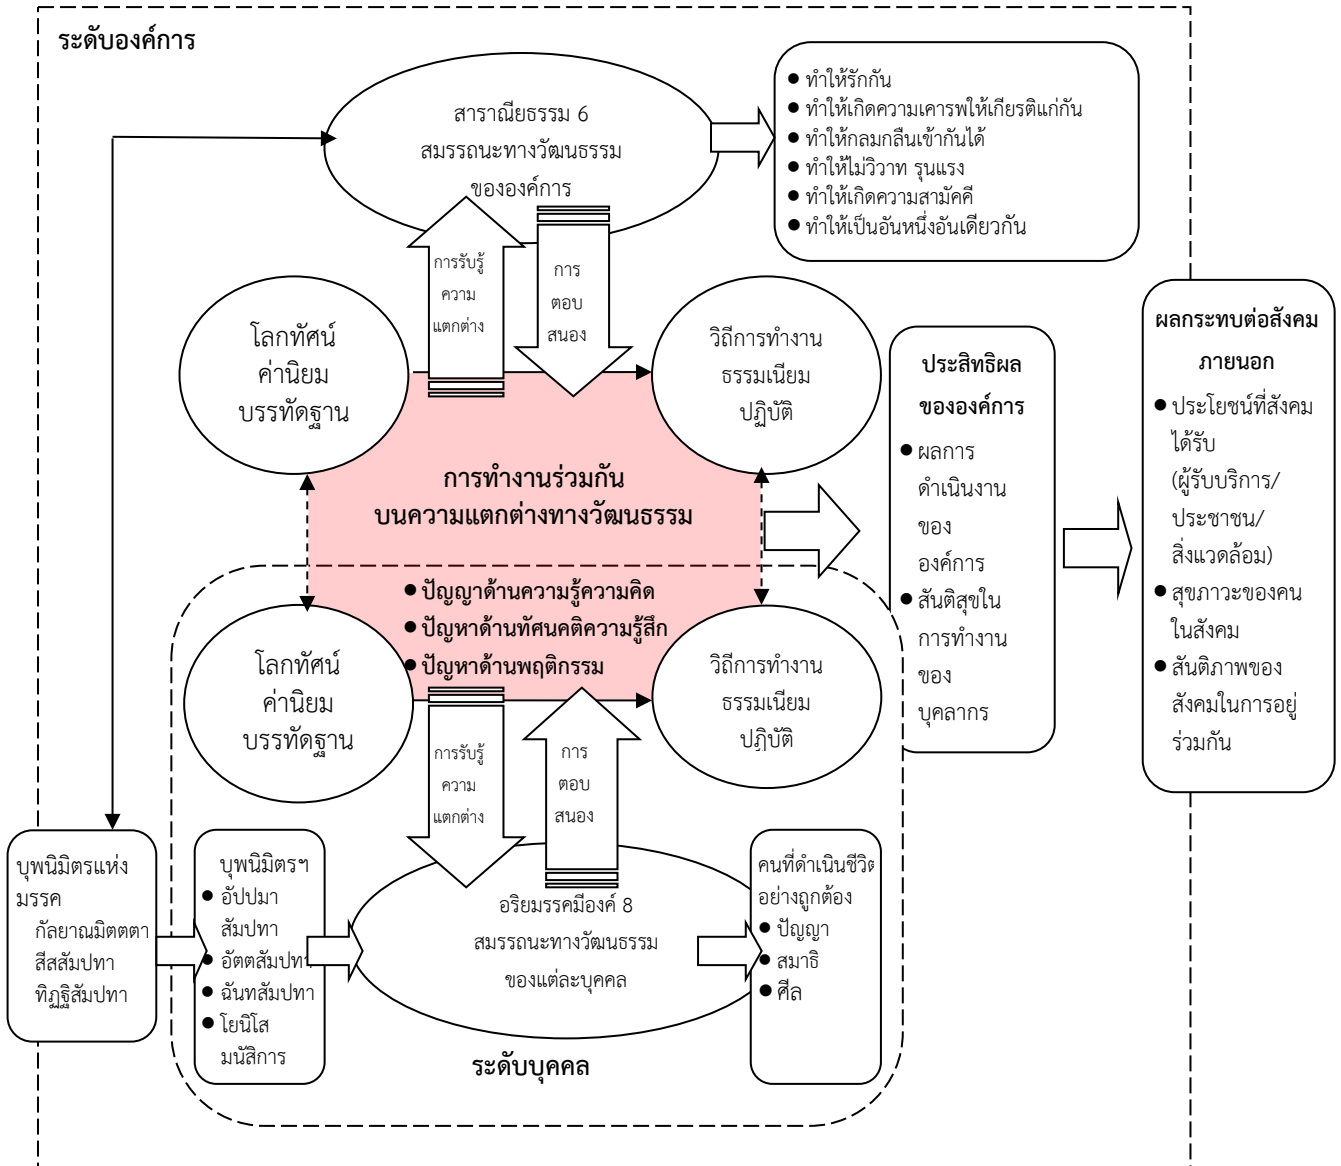 ระดับองค์การ
สาราณียธรรม 6
สมรรถนะทางวัฒนธรรม
ขององค์การ
● ทำให้รักกัน
● ทำให้เกิดความเคารพให้เกียรติแก่กัน
● ทำให้กลมกลืนเข้ากันได้
● ทำให้ไม่วิวาท รุนแรง
● ทำให้เกิดความสามัคคี
● ทำให้เป็นอันหนึ่งอันเดียวกัน
การรับรู้
ความ
แตกต่าง
การ
ตอบ
สนอง
โลกทัศน์
ค่านิยม
บรรทัดฐาน
วิถีการทำงาน
ธรรมเนียม
ปฏิบัติ
การทำงานร่วมกัน
บนความแตกต่างทางวัฒนธรรม
● ปัญญาด้านความรู้ความคิด
● ปัญหาด้านทัศนคติความรู้สึก
● ปัญหาด้านพฤติกรรม
โลกทัศน์
ค่านิยม
บรรทัดฐาน
วิถีการทำงาน
ธรรมเนียม
ปฏิบัติ
การรับรู้
ความ
แตกต่าง
การ
ตอบ
สนอง
ประสิทธิผล
ขององค์การ
● ผลการ
ดำเนินงาน
ของ
องค์การ
● สันติสุขใน
การทำงาน
ของ
บุคลากร
ผลกระทบต่อสังคม
ภายนอก
● ประโยชน์ที่สังคม
ได้รับ
(ผู้รับบริการ/
ประชาชน/
สิ่งแวดล้อม)
● สุขภาวะของคน
ในสังคม
● สันติภาพของ
สังคมในการอยู่
ร่วมกัน
บุพนิมิตรแห่ง
มรรค
กัลยาณมิตตตา
สีสสัมปทา
ทิฏฐิสัมปทา
บุพนิมิตรฯ
● อัปปมา
สัมปทา
● อัตตสัมปทา
● ฉันทสัมปทา
● โยนิโส
มนัสิการ
อริยมรรคมีองค์ 8
สมรรถนะทางวัฒนธรรม
ของแต่ละบุคคล
คนที่ดำเนินชีวิต
อย่างถูกต้อง
● ปัญญา
● สมาธิ
● ศีล
ระดับบุคคล